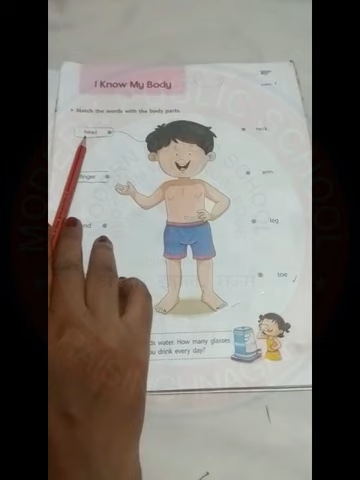 I Know My Body
Match the words with the body parts.
head
neck
finger
arm
leg
toe
water. How many glasses
drink every day?